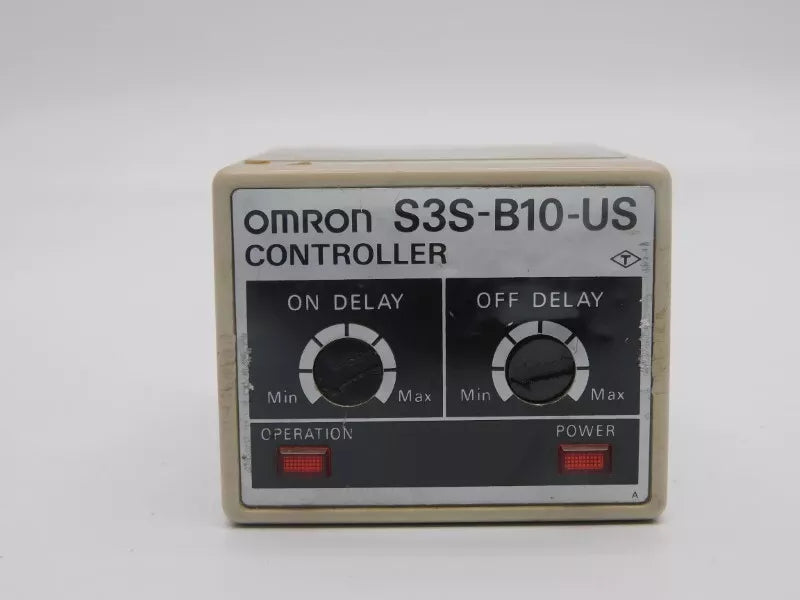 OMRON S3S-B10-US
CONTROLLER
T
ON DELAY
Min Max
OFF DELAY
Min Max
OPERATION
POWER
A